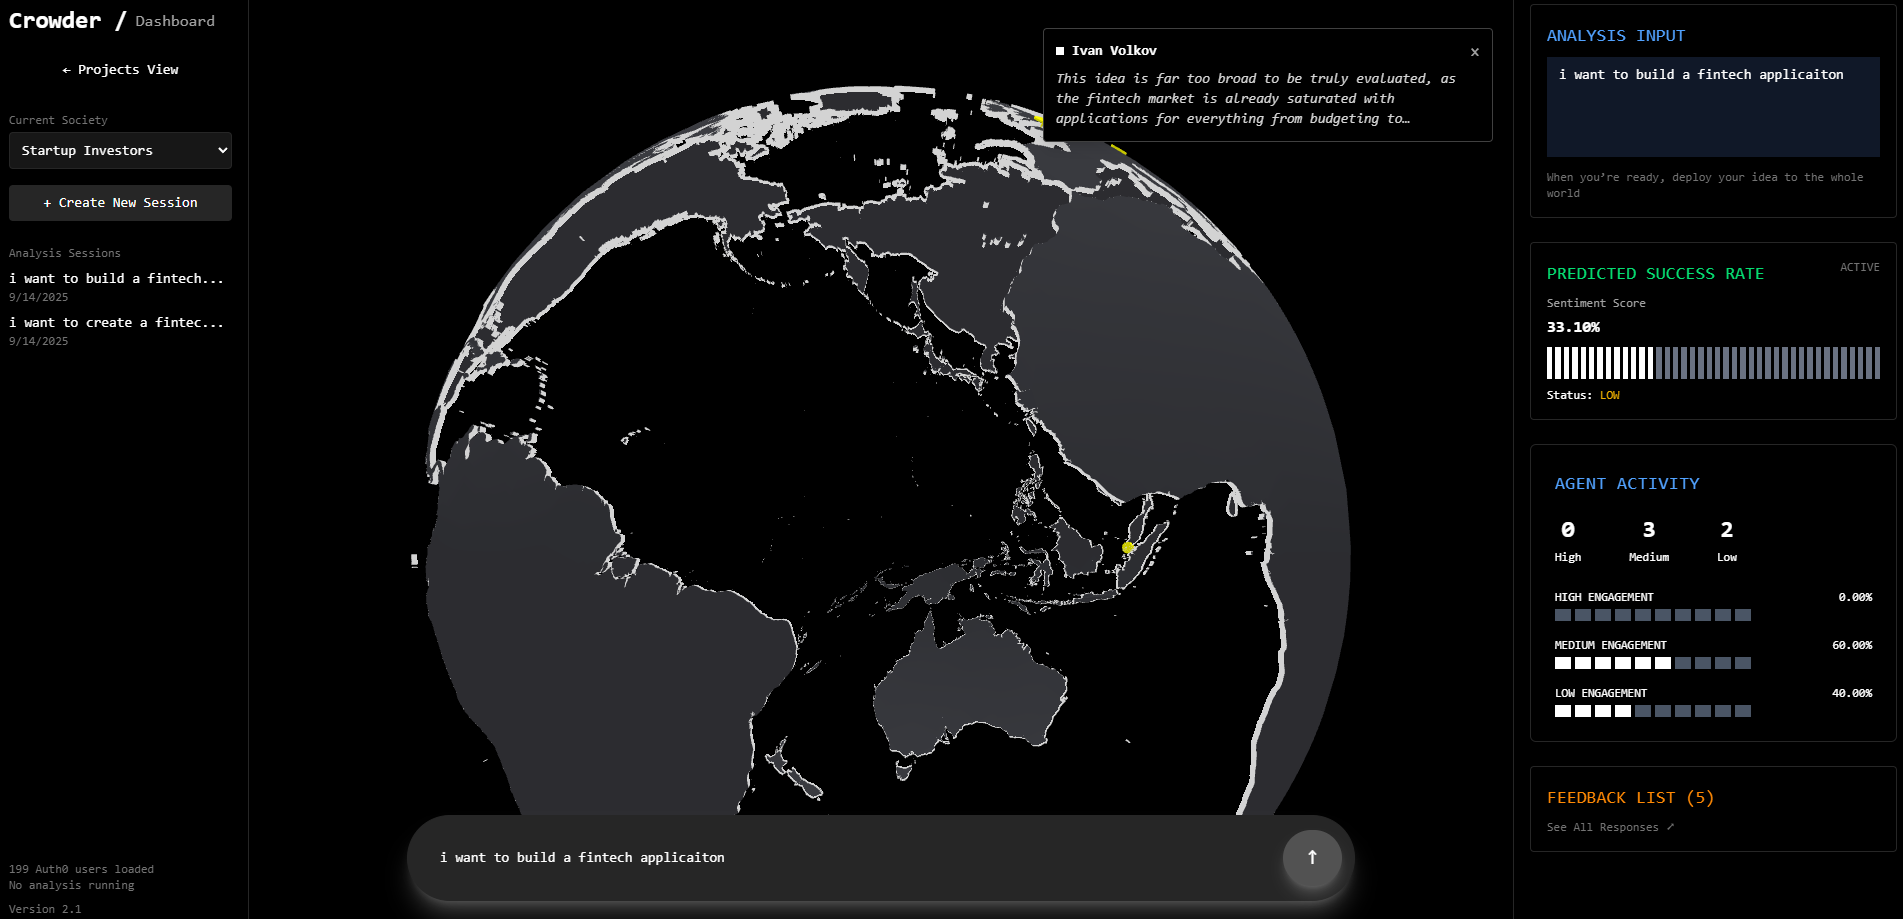 Crowder / Dashboard
← Projects View
Current Society
Startup Investors
+ Create New Session
Analysis Sessions
i want to build a fintech...
9/14/2025
i want to create a fintec...
9/14/2025
199 Auth0 users loaded
No analysis running
Version 2.1
Ivan Volkov
×
This idea is far too broad to be truly evaluated, as
the fintech market is already saturated with
applications for everything from budgeting to…
i want to build a fintech applicaiton
↑
ANALYSIS INPUT
i want to build a fintech applicaiton
When you’re ready, deploy your idea to the whole
world
PREDICTED SUCCESS RATE
ACTIVE
Sentiment Score
33.10%
Status: LOW
AGENT ACTIVITY
0 3 2
High Medium Low
HIGH ENGAGEMENT 0.00%
MEDIUM ENGAGEMENT 60.00%
LOW ENGAGEMENT 40.00%
FEEDBACK LIST (5)
See All Responses ⤢